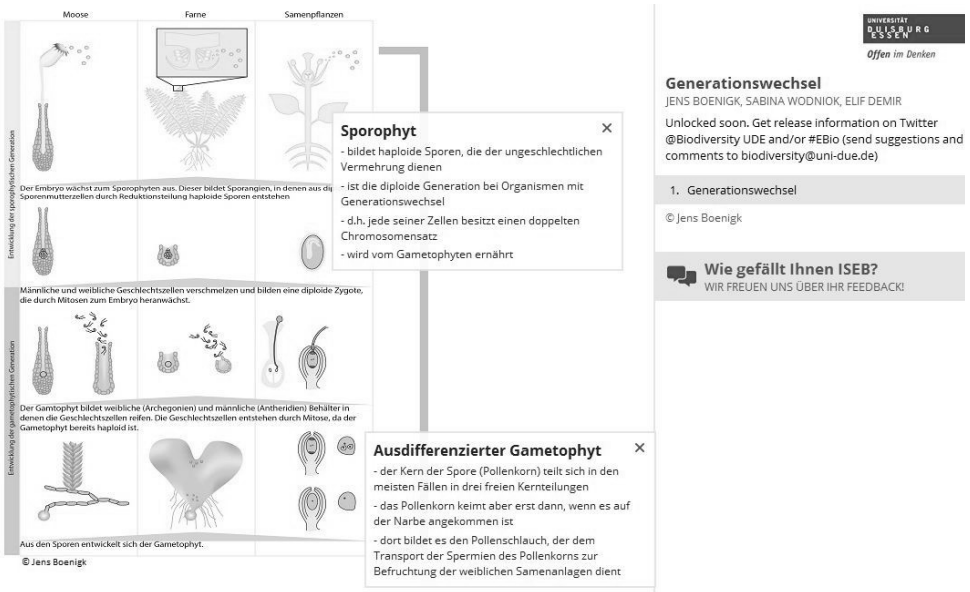 Moose
Farne
Samenpflanzen
Entwicklung der sporophytischen Generation
Der Embryo wächst zum Sporophyten aus. Dieser bildet Sporangien, in denen aus
Sporenmutterzellen durch Reduktionsteilung haploide Sporen entstehen
Männliche und weibliche Geschlechtszellen verschmelzen und bilden eine diploide Zygote,
die durch Mitosen zum Embryo heranwächst.
Entwicklung der gametophytischen Generation
Der Gamtophyt bildet weibliche (Archegonien) und männliche (Antheridien) Behälter in
denen die Geschlechtszellen reifen. Die Geschlechtszellen entstehen durch Mitose, da der
Gametophyt bereits haploid ist.
Aus den Sporen entwickelt sich der Gametophyt.
© Jens Boenigk
Sporophyt
- bildet haploide Sporen, die der ungeschlechtlichen
Vermehrung dienen
- ist die diploide Generation bei Organismen mit
Generationswechsel
- d.h. jede seiner Zellen besitzt einen doppelten
Chromosomensatz
- wird vom Gametophyten ernährt
Ausdifferenzierter Gametophyt
- der Kern der Spore (Pollenkorn) teilt sich in den
meisten Fällen in drei freien Kernteilungen
- das Pollenkorn keimt aber erst dann, wenn es auf
der Narbe angekommen ist
- dort bildet es den Pollenschlauch, der dem
Transport der Spermien des Pollenkorns zur
Befruchtung der weiblichen Samenanlagen dient
UNIVERSITÄT
DUISBURG
ESSEN
Offen im Denken
Generationswechsel
JENS BOENIGK, SABINA WODNIOK, ELIF DEMIR
Unlocked soon. Get release information on Twitter
@Biodiversity UDE and/or #EBio (send suggestions and
comments to biodiversity@uni-due.de)
1. Generationswechsel
© Jens Boenigk
Wie gefällt Ihnen ISEB?
WIR FREUEN UNS ÜBER IHR FEEDBACK!